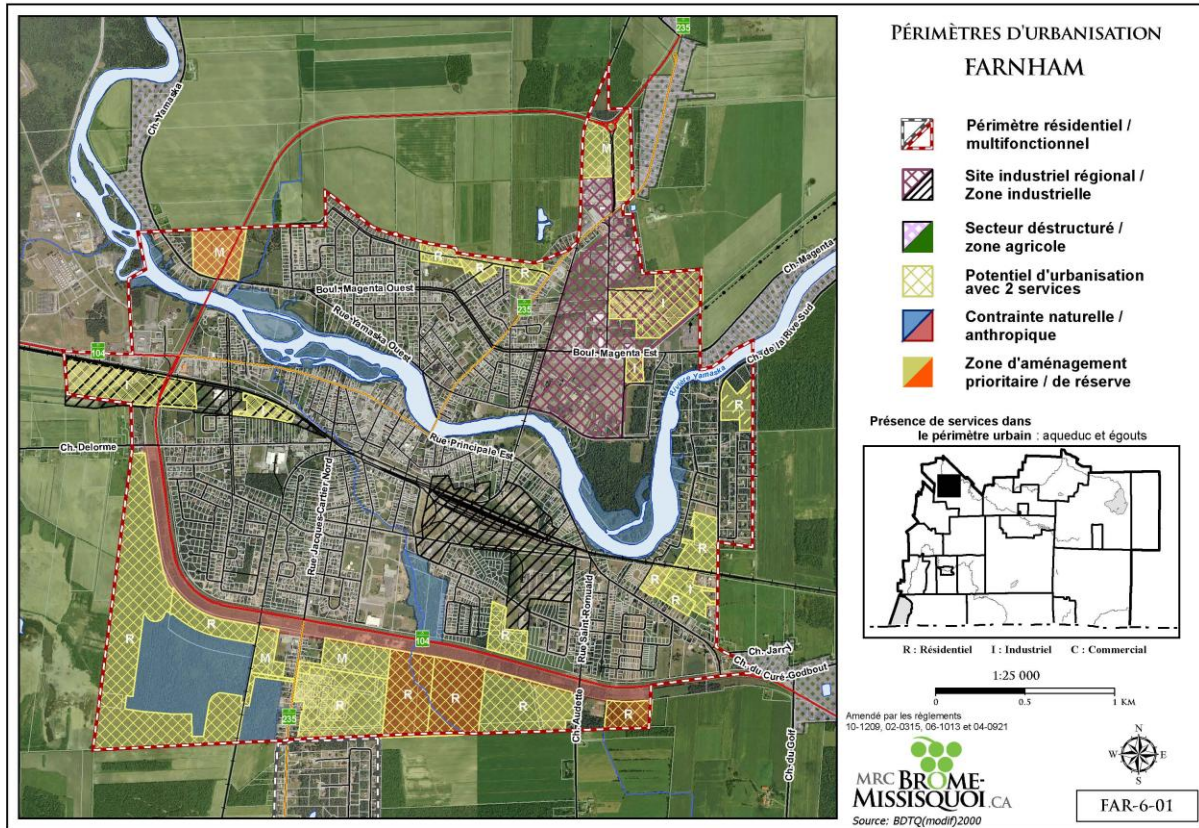 PÉRIMÈTRES D'URBANISATION
FARNHAM
Périmètre résidentiel /
multifonctionnel
Site industriel régional /
Zone industrielle
Secteur déstructuré /
zone agricole
Potentiel d'urbanisation
avec 2 services
Contrainte naturelle /
anthropique
Zone d'aménagement
prioritaire / de réserve
Présence de services dans
le périmètre urbain : aqueduc et égouts
R : Résidentiel I : Industriel C : Commercial
1:25 000
0 0.5 1 KM
Amendé par les règlements
10-1209, 02-0315, 06-1013 et 04-0921
MRC BROME-
MISSISQUOI.CA
Source: BDTQ(modif)2000
N
W E
S
FAR-6-01
235
Ch. Yamaska
M
M
R
R
R
235
Boul. Magenta Ouest
Rue Yamaska Ouest
Ch. Magenta
I
Boul. Magenta Est
Ch. de la Rive-Sud
Rivière Yamaska
104
I
R
Ch. Delorme
Rue Principale Est
Rue Jacques-Cartier Nord
R
R
I
R
Rue Saint-Romuald
104
R
R
M
M
R
R
R
R
R
235
Ch. Audette
Ch. Jarry
Ch. du Curé-Godbout
Ch. du Golf